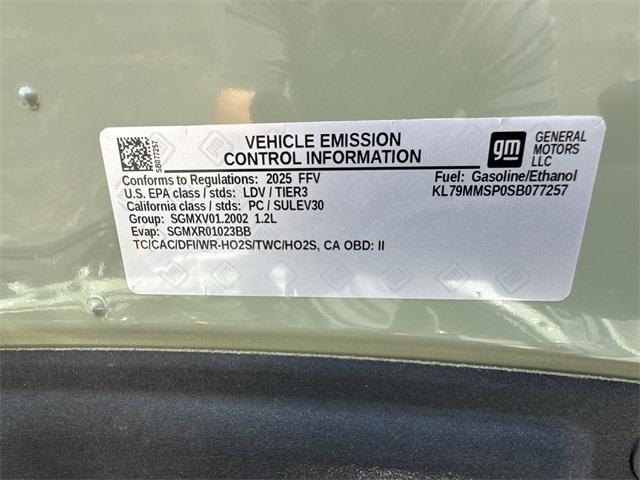 SB077257
VEHICLE EMISSION
CONTROL INFORMATION
gm
GENERAL
MOTORS
LLC
Conforms to Regulations: 2025 FFV
Fuel: Gasoline/Ethanol
U.S. EPA class / stds: LDV / TIER3
KL79MMSP0SB077257
California class / stds: PC / SULEV30
Group: SGMXV01.2002 1.2L
Evap: SGMXR01023BB
TC/CAC/DFI/WR-HO2S/TWC/HO2S, CA OBD: II